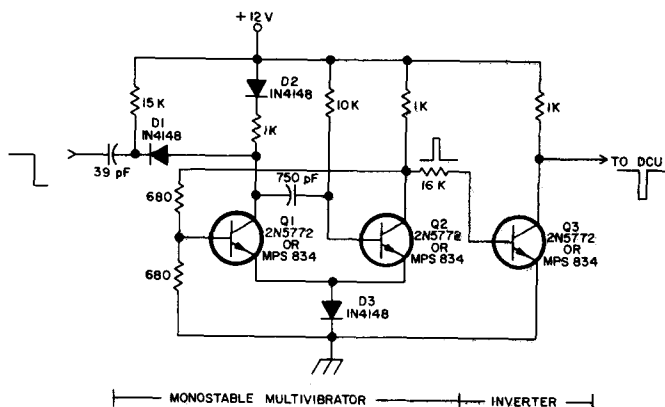 +12V
D2
1N4148
15K
D1
1N4148
1K
10K
1K
1K
TO DCU
39 pF
750 pF
16 K
680
Q1
2N5772
OR
MPS 834
Q2
2N5772
OR
MPS 834
Q3
2N5772
OR
MPS 834
680
D3
1N4148
MONOSTABLE MULTIVIBRATOR
INVERTER